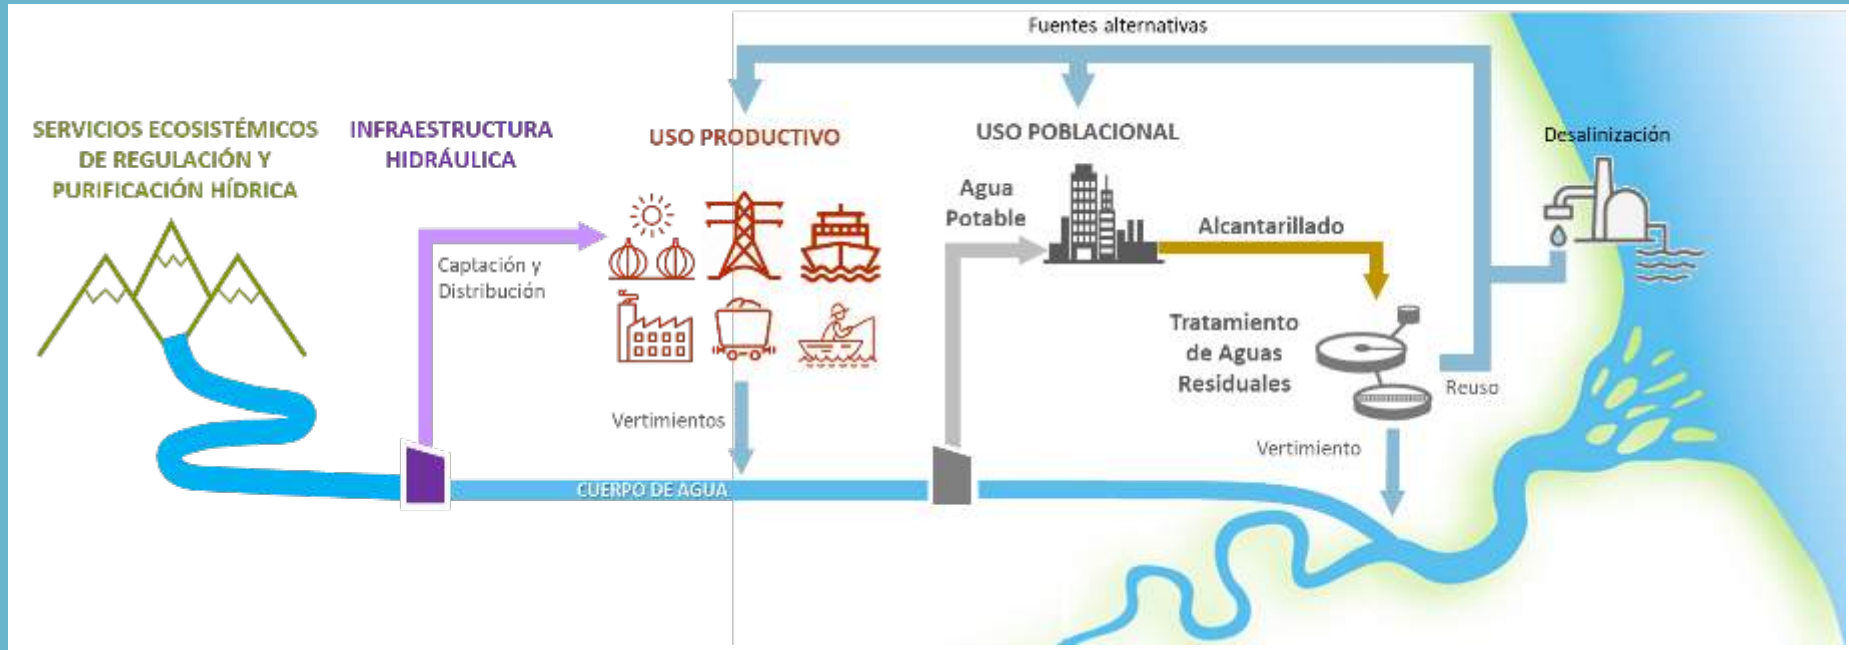 Fuentes alternativas
SERVICIOS ECOSISTÉMICOS
DE REGULACIÓN Y
PURIFICACIÓN HÍDRICA
INFRAESTRUCTURA
HIDRÁULICA
USO PRODUCTIVO
USO POBLACIONAL
Desalinización
Agua
Potable
Alcantarillado
Captación y
Distribución
Tratamiento
de Aguas
Residuales
Reuso
Vertimientos
Vertimiento
CUERPO DE AGUA